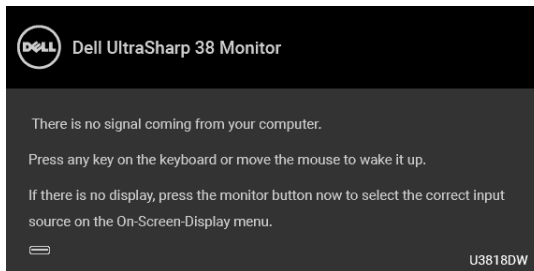 DELL
Dell UltraSharp 38 Monitor
There is no signal coming from your computer.
Press any key on the keyboard or move the mouse to wake it up.
If there is no display, press the monitor button now to select the correct input
source on the On-Screen-Display menu.
U3818DW